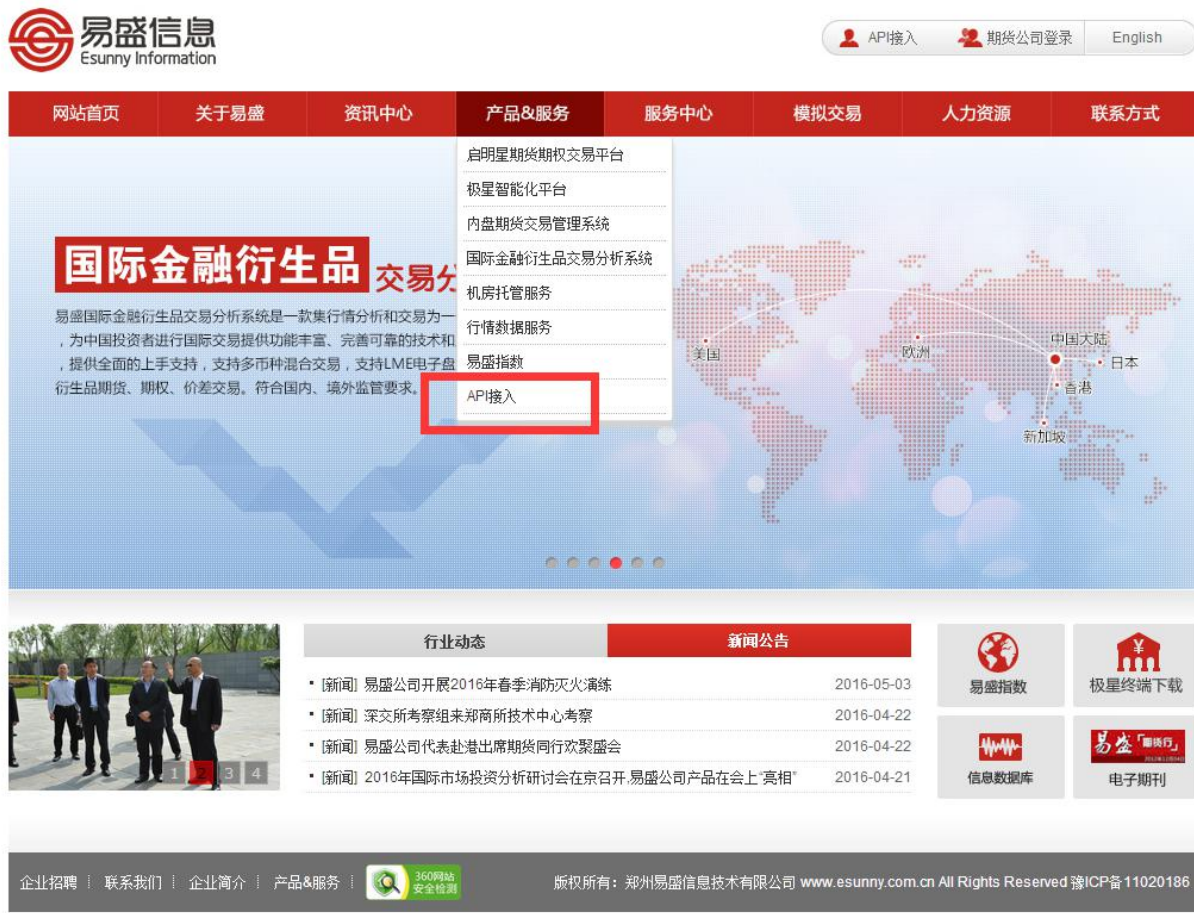 易盛信息
Esunny Information
API接入 期货公司登录 English
网站首页 关于易盛 资讯中心 产品&服务 服务中心 模拟交易 人力资源 联系方式
启明星期货期权交易平台
极星智能化平台
内盘期货交易管理系统
国际金融衍生品交易分析系统
机房托管服务
行情数据服务
易盛指数
API接入
国际金融衍生品 交易分
易盛国际金融衍生品交易分析系统是一款集行情分析和交易为一
，为中国投资者进行国际交易提供功能丰富、完善可靠的技术和
，提供全面的上手支持，支持多币种混合交易，支持LME电子盘
衍生品期货、期权、价差交易。符合国内、境外监管要求。
美国
欧洲
中国大陆
日本
香港
新加坡
1 2 3 4
行业动态 新闻公告
[新闻] 易盛公司开展2016年春季消防灭火演练 2016-05-03
[新闻] 深交所考察组来郑商所技术中心考察 2016-04-22
[新闻] 易盛公司代表赴港出席期货同行欢聚盛会 2016-04-22
[新闻] 2016年国际市场投资分析研讨会在京召开,易盛公司产品在会上“亮相” 2016-04-21
易盛指数 极星终端下载
信息数据库 电子期刊
企业招聘 联系我们 企业简介 产品&服务
360网站
安全检测
版权所有：郑州易盛信息技术有限公司 www.esunny.com.cn All Rights Reserved 豫ICP备11020186